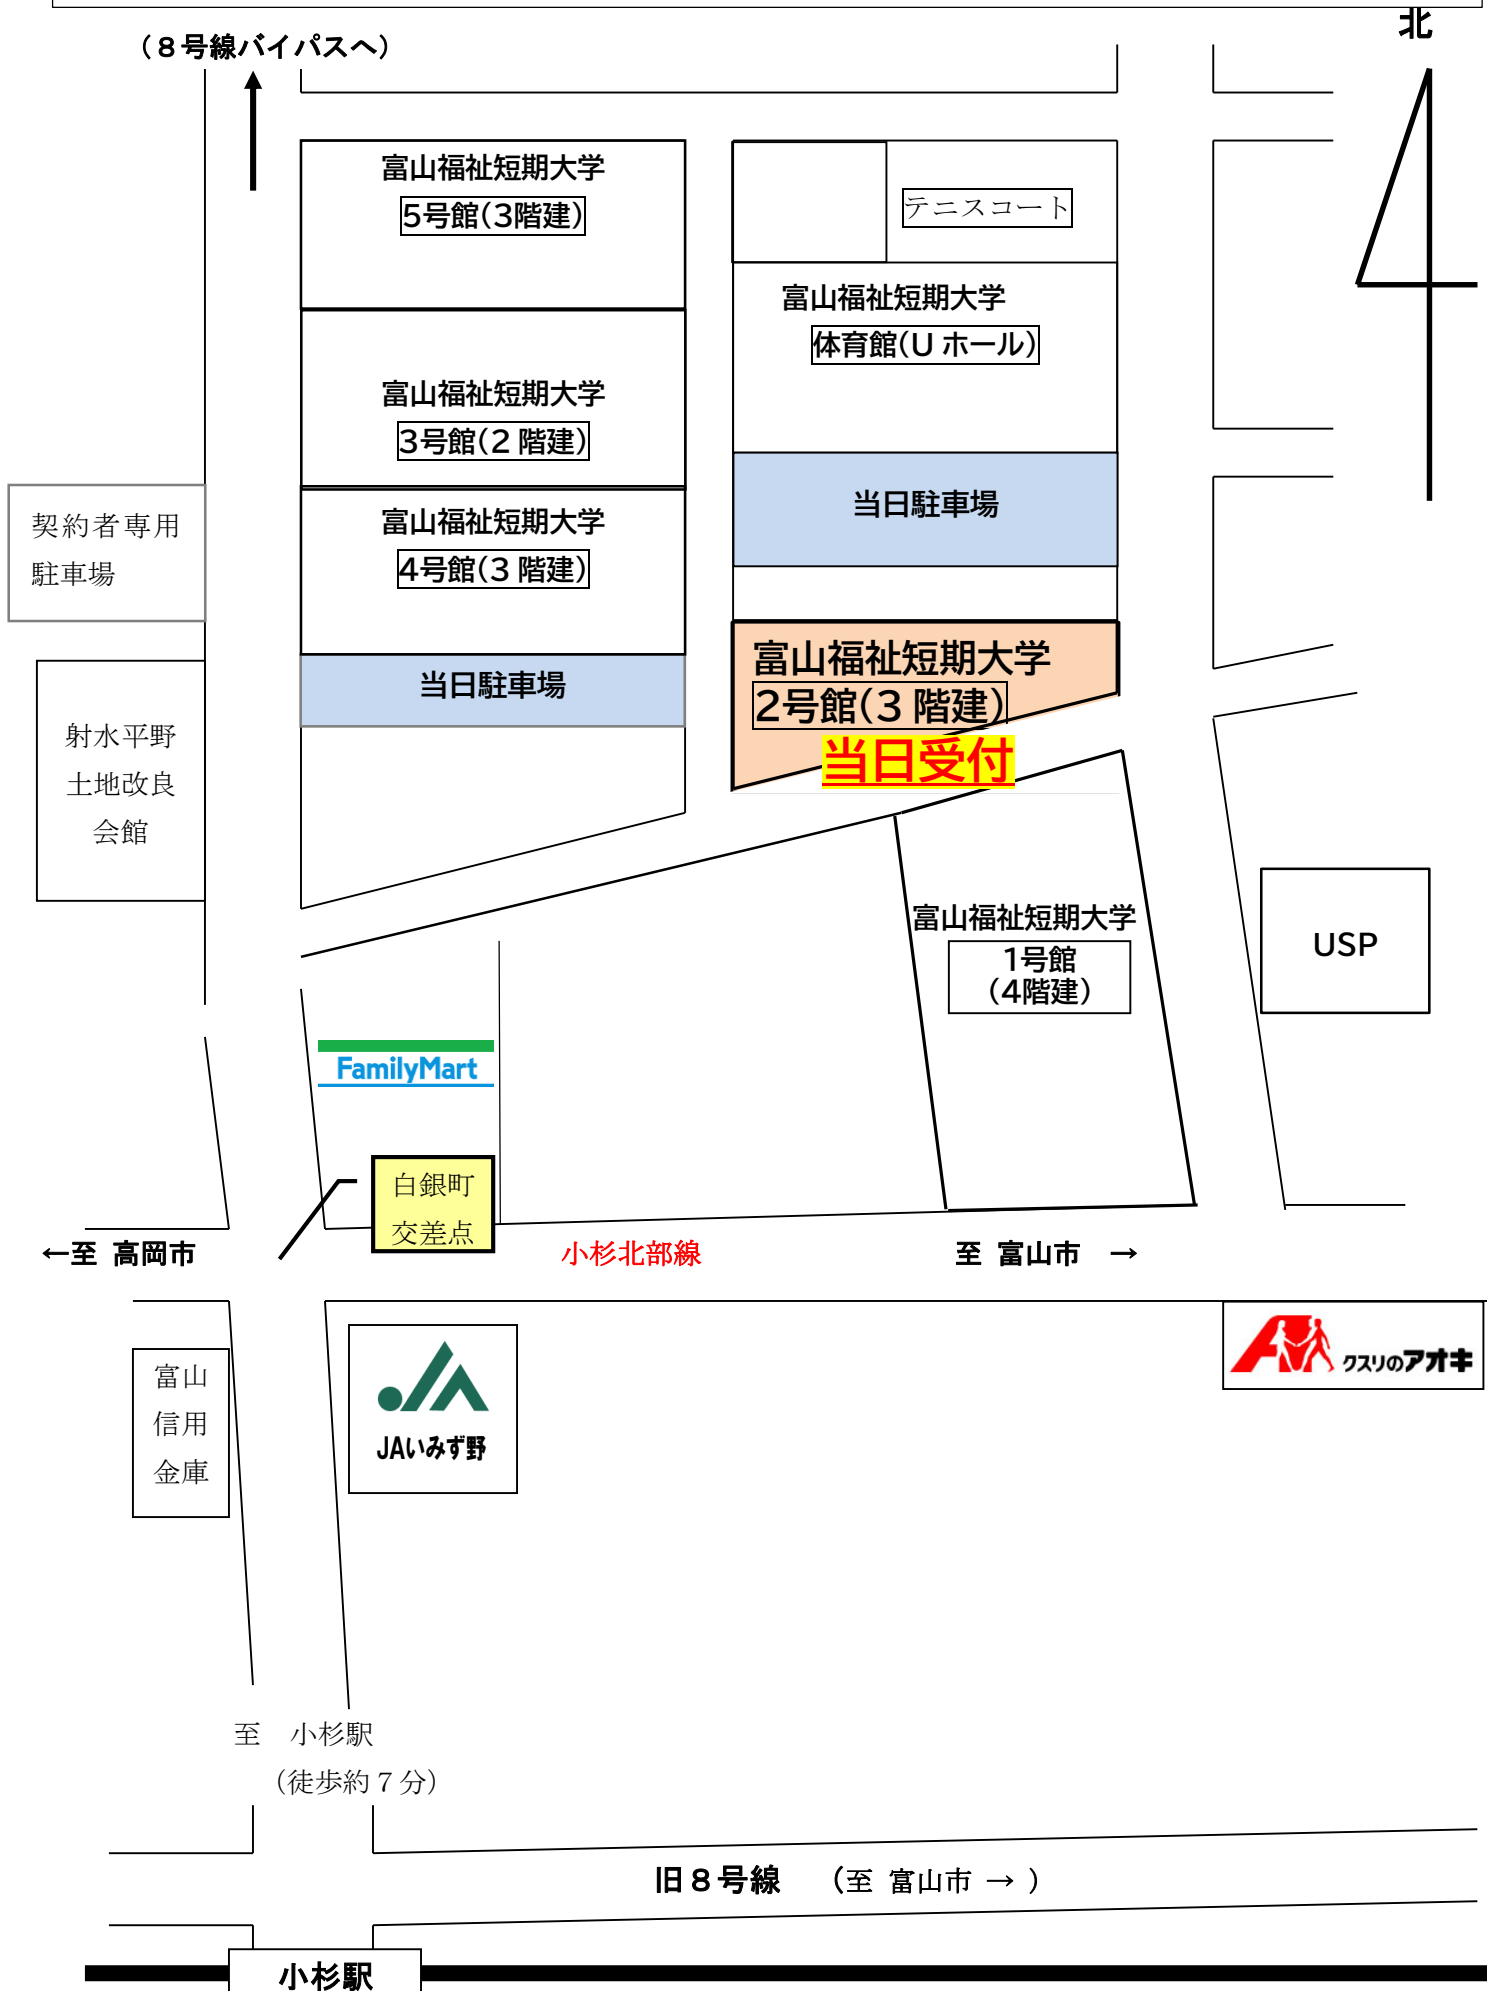 北
（８号線バイパスへ）
富山福祉短期大学
5号館(3階建)
テニスコート
富山福祉短期大学
体育館(U ホール)
富山福祉短期大学
3号館(2 階建)
当日駐車場
契約者専用
駐車場
富山福祉短期大学
4号館(3 階建)
当日駐車場
富山福祉短期大学
2号館(3 階建)
当日受付
射水平野
土地改良
会館
富山福祉短期大学
1号館
(4階建)
USP
FamilyMart
白銀町
交差点
←至 高岡市
小杉北部線
至 富山市 →
富山
信用
金庫
JAいみず野
クスリのアオキ
至　小杉駅
（徒歩約７分）
旧８号線　（至 富山市 → ）
小杉駅